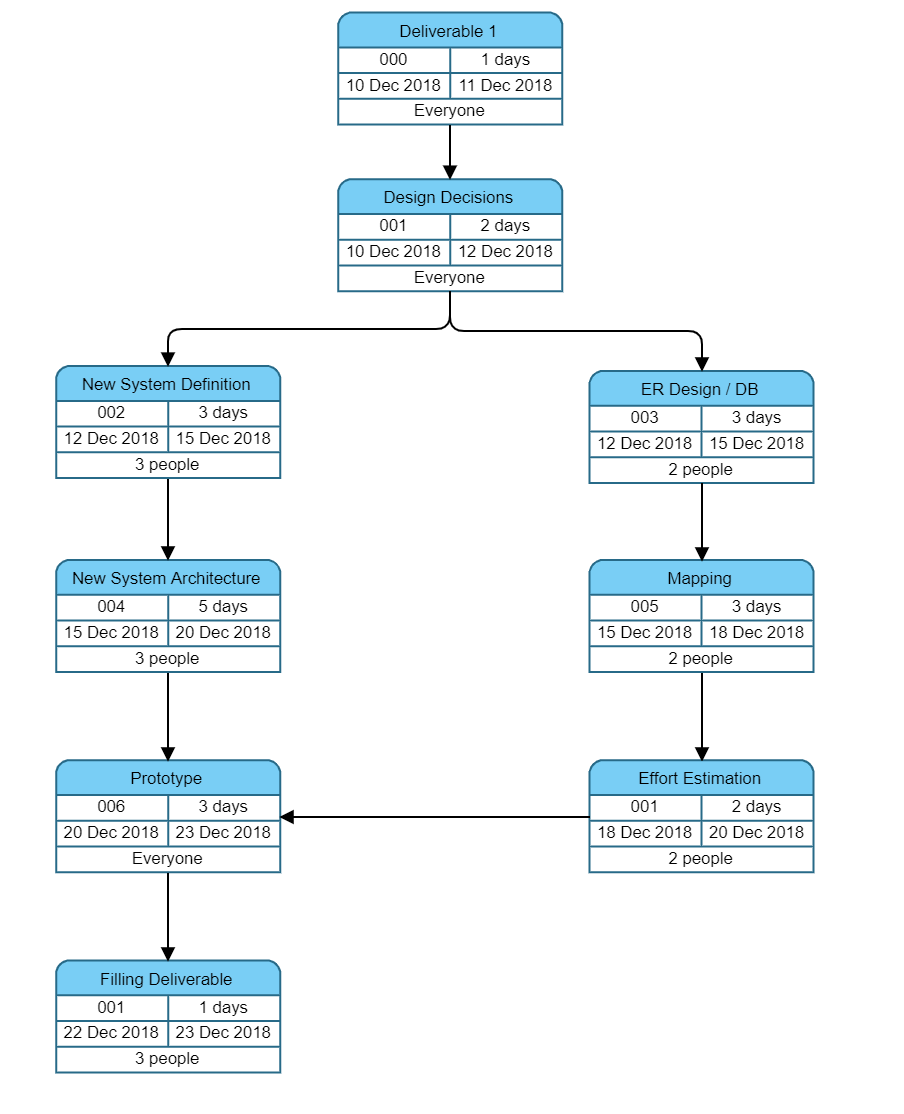 Deliverable 1
000 1 days
10 Dec 2018 11 Dec 2018
Everyone
Design Decisions
001 2 days
10 Dec 2018 12 Dec 2018
Everyone
New System Definition
002 3 days
12 Dec 2018 15 Dec 2018
3 people
ER Design / DB
003 3 days
12 Dec 2018 15 Dec 2018
2 people
New System Architecture
004 5 days
15 Dec 2018 20 Dec 2018
3 people
Mapping
005 3 days
15 Dec 2018 18 Dec 2018
2 people
Prototype
006 3 days
20 Dec 2018 23 Dec 2018
Everyone
Effort Estimation
001 2 days
18 Dec 2018 20 Dec 2018
2 people
Filling Deliverable
001 1 days
22 Dec 2018 23 Dec 2018
3 people